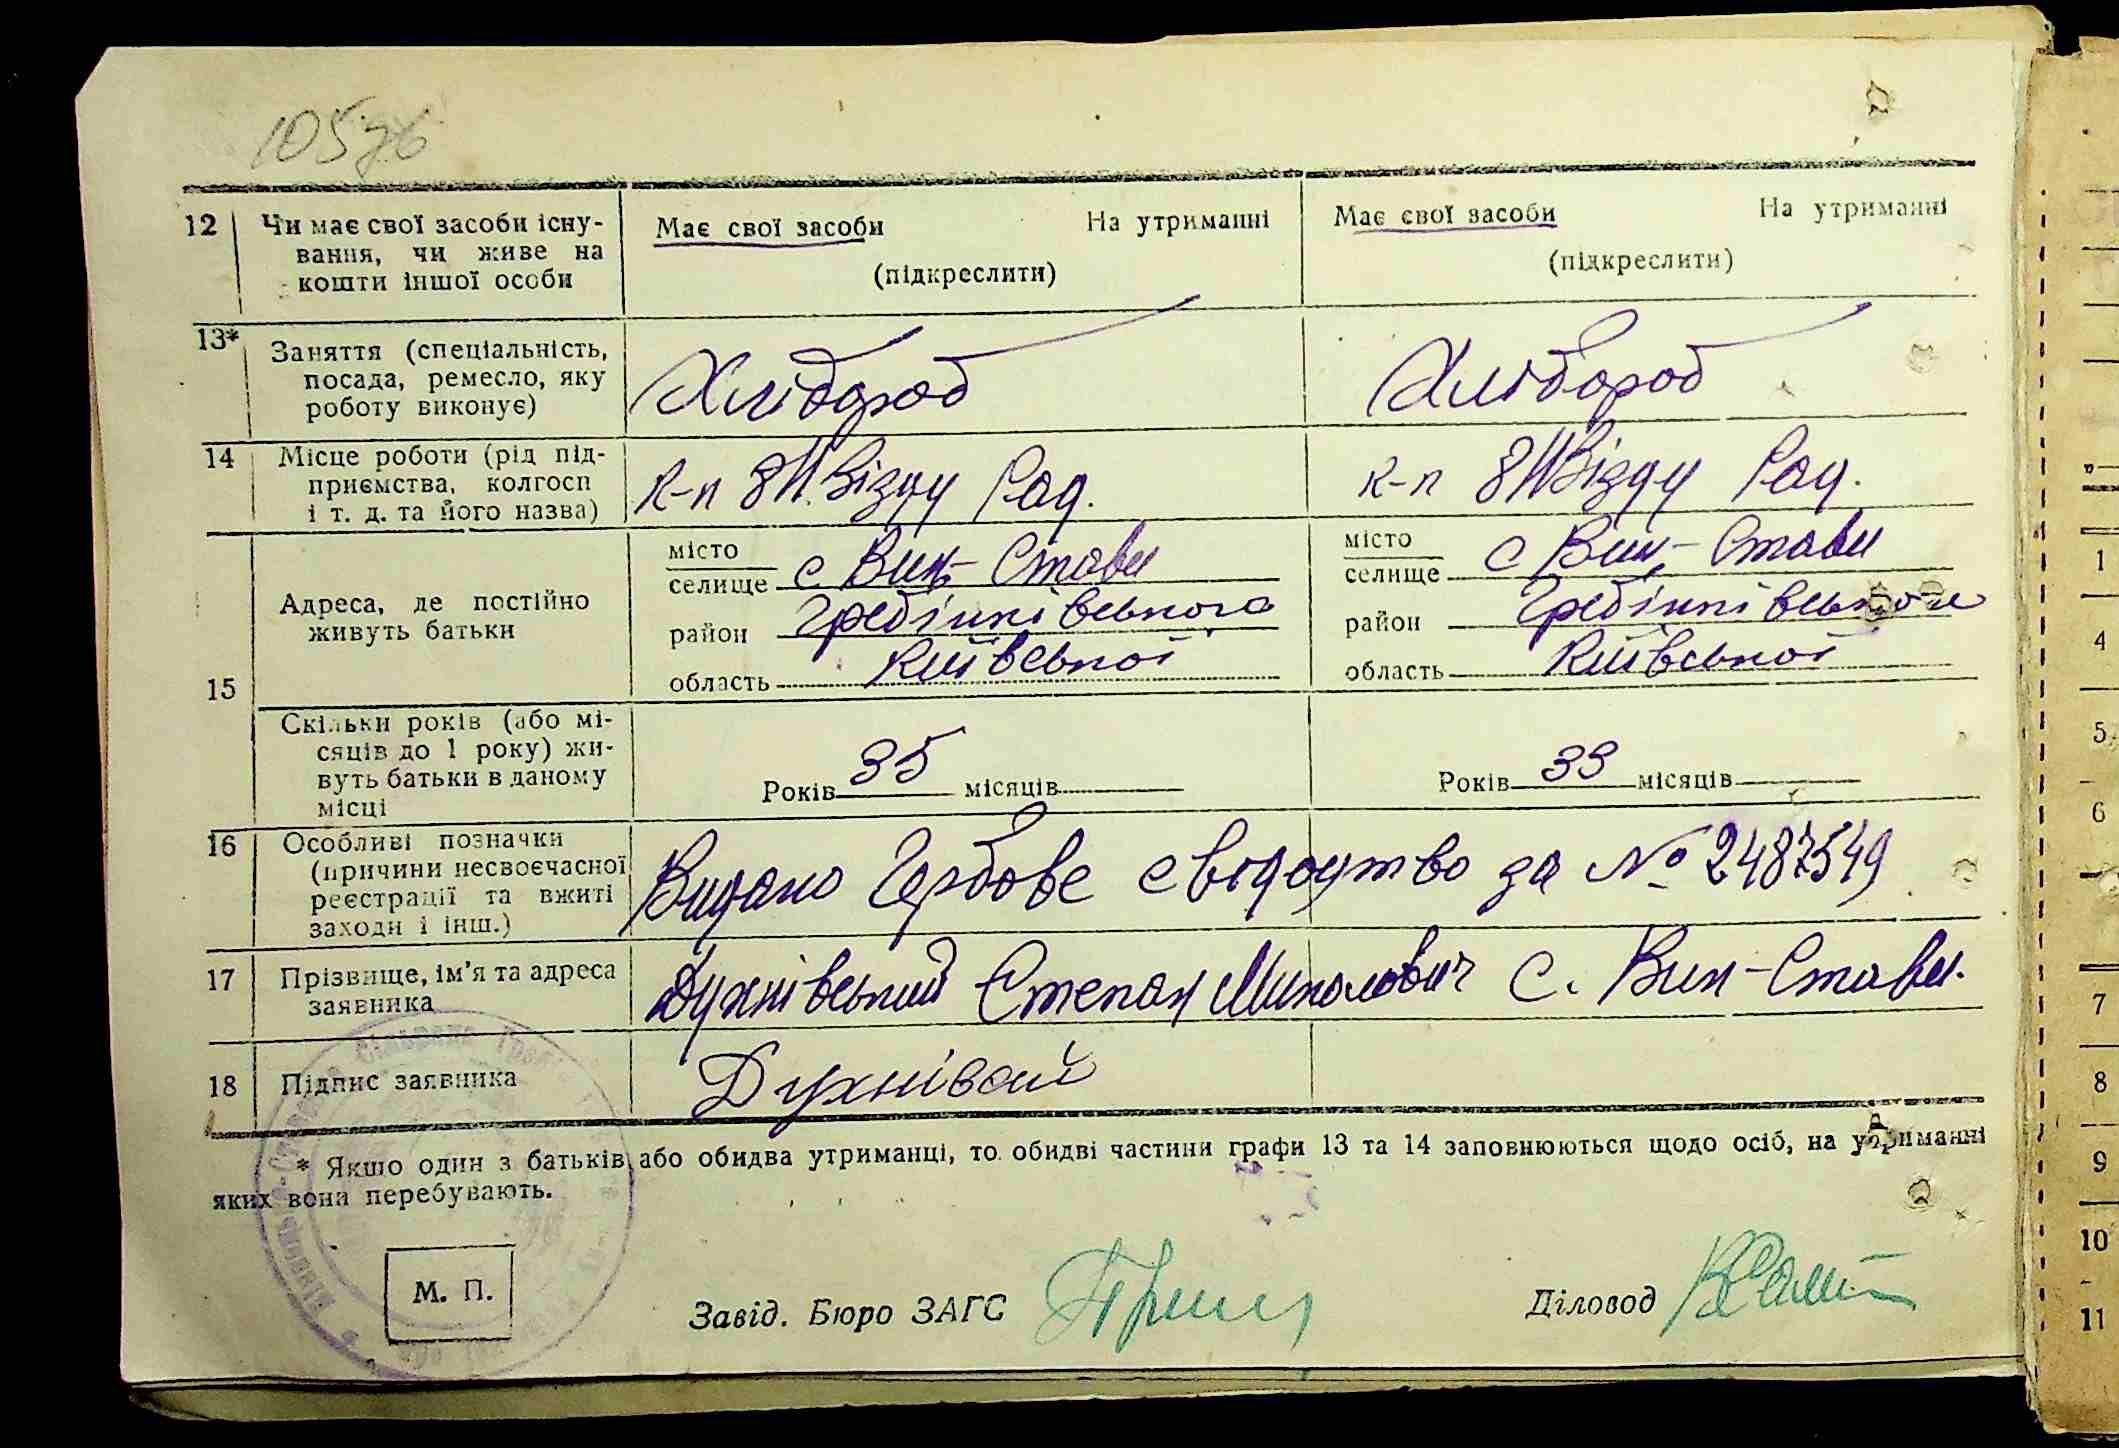 105зв
12 Чи має свої засоби існу- Має свої засоби На утриманні Має свої засоби На утриманні
вання, чи живе на
кошти іншої особи (підкреслити) (підкреслити)
13* Заняття (спеціальність,
посада, ремесло, яку Хлібороб Хлібороб
роботу виконує)
14 Місце роботи (рід під-
приємства, колгосп к-п 8 Зʼїзду Рад. к-п 8 Зʼїзду Рад.
і т. д. та його назва)
15 Адреса, де постійно
живуть батьки
місто
селище с Вин-Стави
район Гребінківського
область Київської
місто
селище с Вин-Стави
район Гребінківського
область Київської
Скільки років (або мі-
сяців до 1 року) жи-
вуть батьки в даному
місці
Років 35 місяців Років 33 місяців
16 Особливі позначки
(причини несвоєчасної
реєстрації та вжиті
заходи і інш.)
Видано Гербове свідоцтво за № 2487549
17 Прізвище, ім'я та адреса
заявника
Духнівський Степан Миколович с. Вин-Стави.
18 Підпис заявника
* Якщо один з батьків або обидва утриманці, то обидві частини графи 13 та 14 заповнюються щодо осіб, на утриманні
яких вона перебувають.
М. П.
Завід. Бюро ЗАГС Діловод
1
4
5
6
7
8
9
10
11